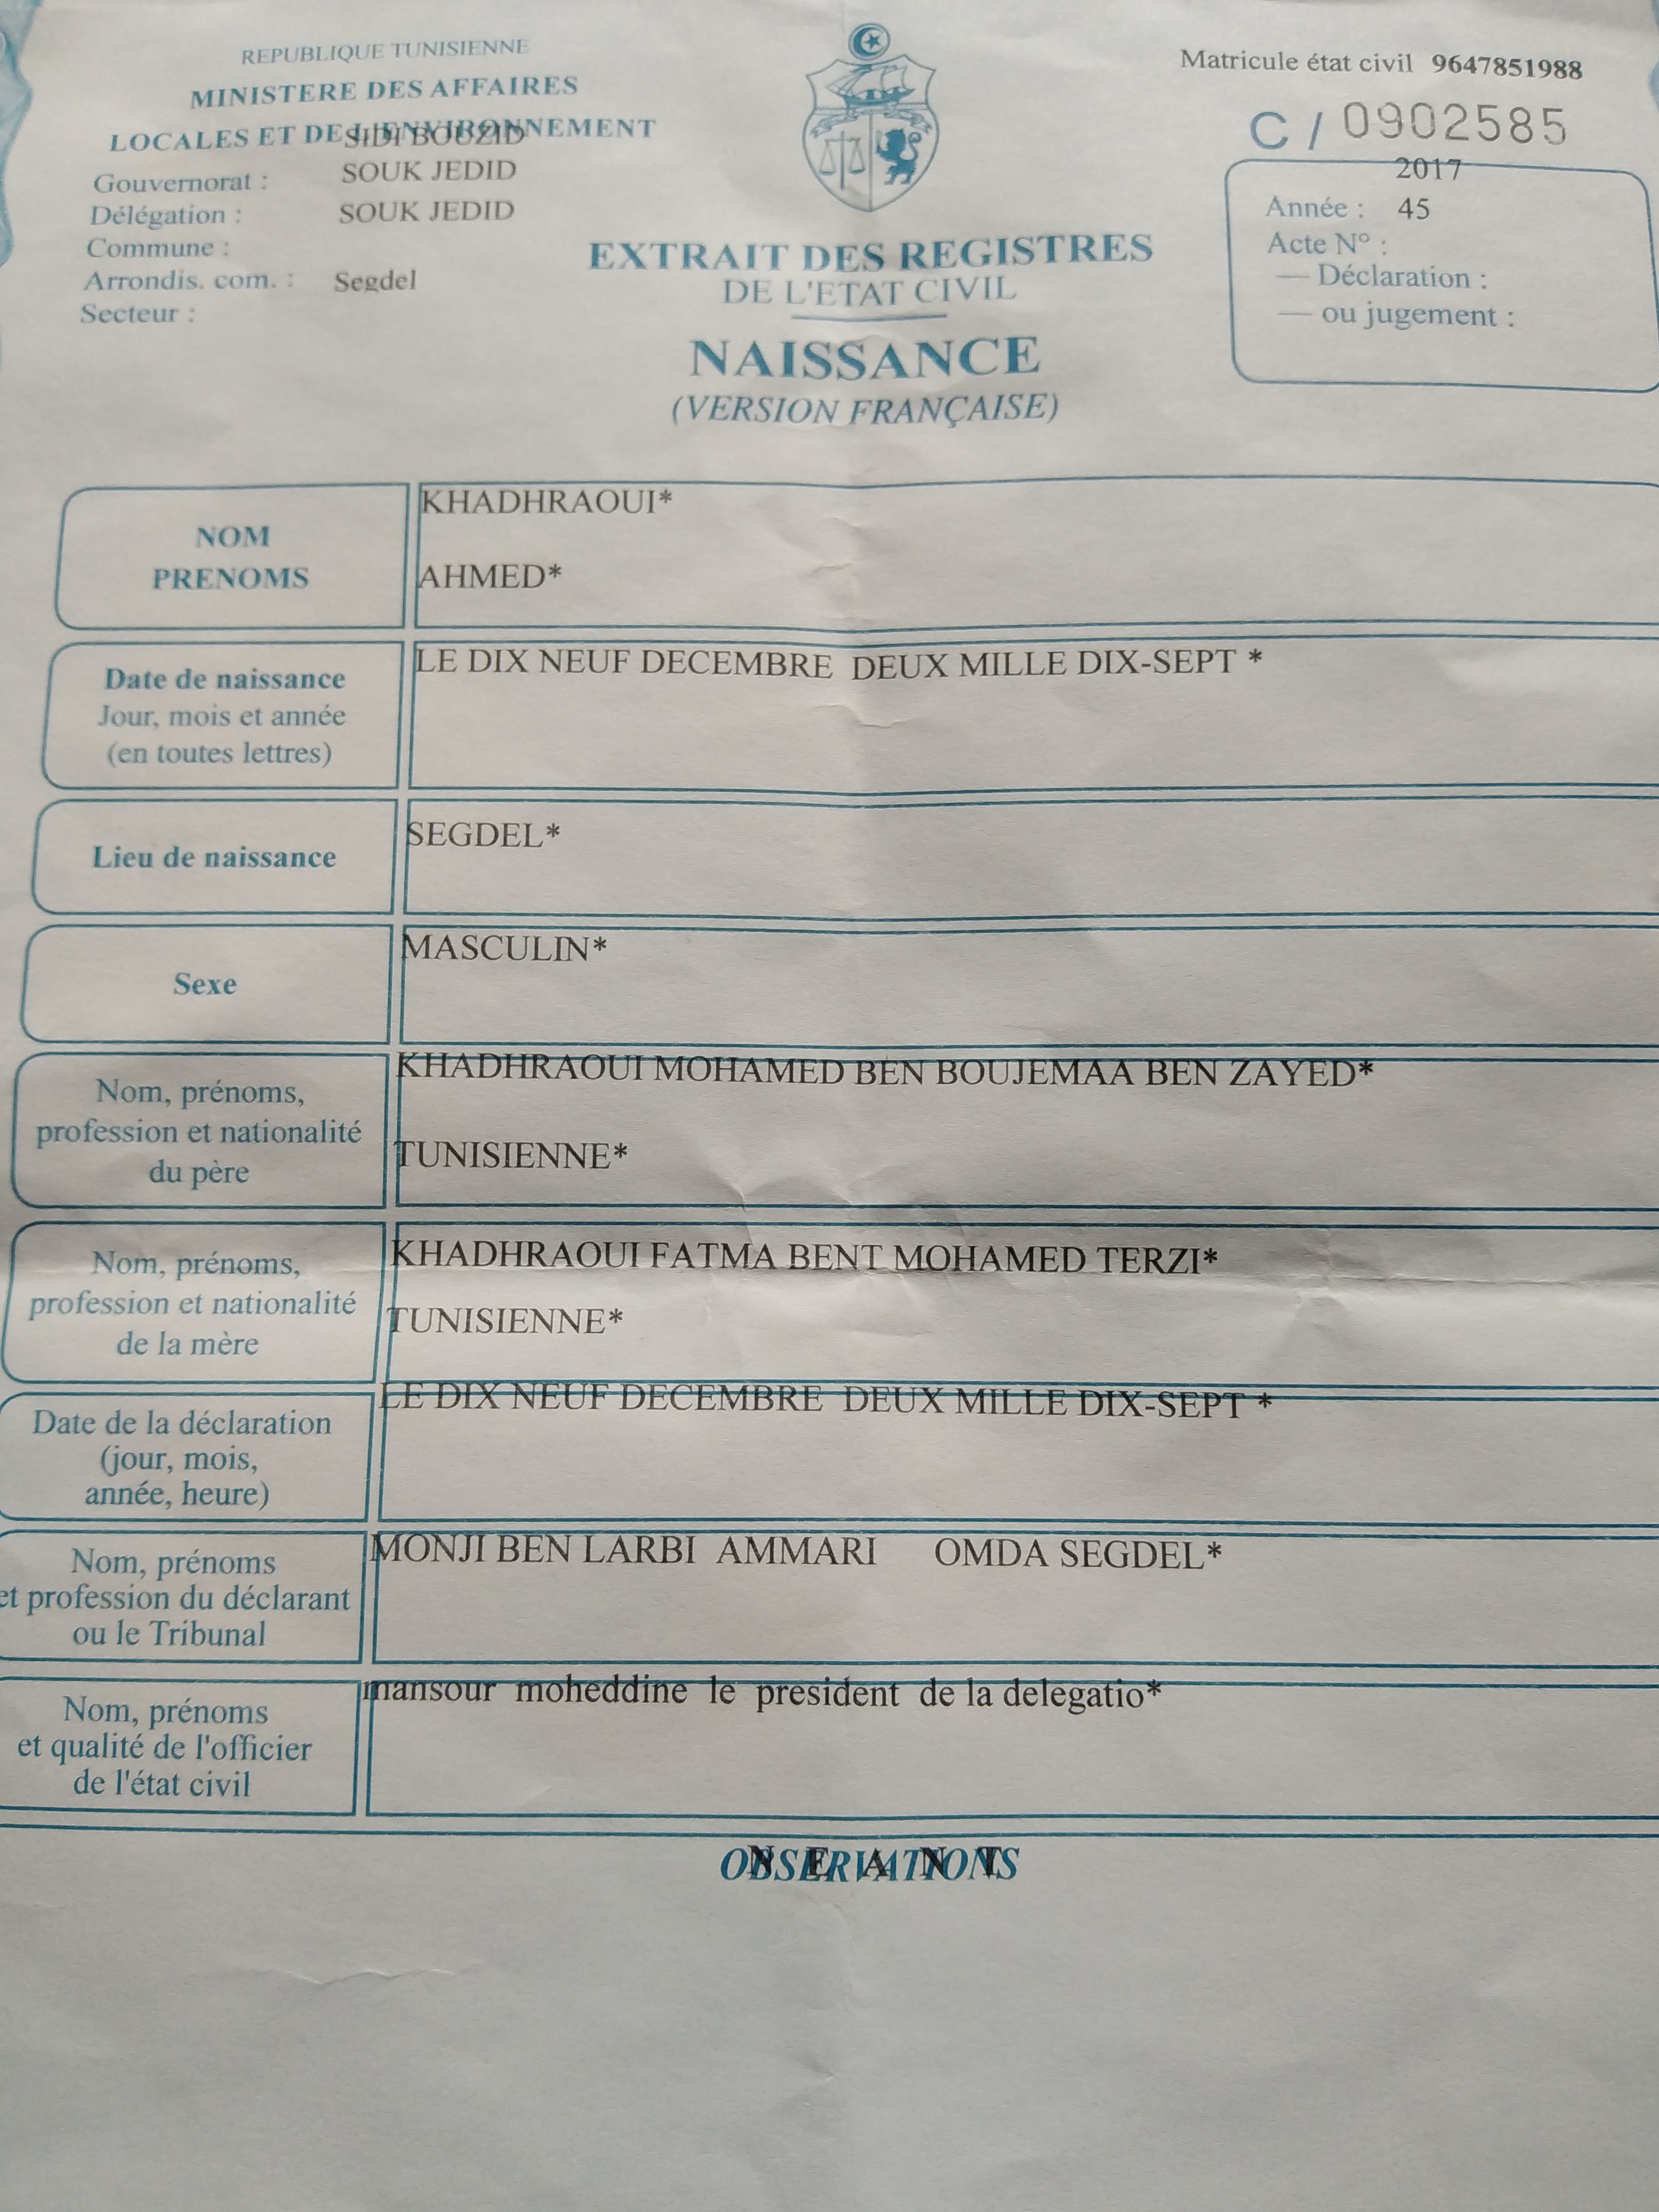 REPUBLIQUE TUNISIENNE
MINISTERE DES AFFAIRES
LOCALES ET DE L'ENVIRONNEMENT
SIDI BOUZID
Gouvernorat : SOUK JEDID
Délégation : SOUK JEDID
Commune :
Arrondis. com. : Segdel
Secteur :
Matricule état civil 9647851988
C / 0902585
2017
Année : 45
Acte N° :
— Déclaration :
— ou jugement :
EXTRAIT DES REGISTRES
DE L'ETAT CIVIL
NAISSANCE
(VERSION FRANÇAISE)
NOM
PRENOMS
KHADHRAOUI*
AHMED*
Date de naissance
Jour, mois et année
(en toutes lettres)
LE DIX NEUF DECEMBRE DEUX MILLE DIX-SEPT *
Lieu de naissance
SEGDEL*
Sexe
MASCULIN*
Nom, prénoms,
profession et nationalité
du père
KHADHRAOUI MOHAMED BEN BOUJEMAA BEN ZAYED*
TUNISIENNE*
Nom, prénoms,
profession et nationalité
de la mère
KHADHRAOUI FATMA BENT MOHAMED TERZI*
TUNISIENNE*
Date de la déclaration
(jour, mois,
année, heure)
LE DIX NEUF DECEMBRE DEUX MILLE DIX-SEPT *
Nom, prénoms
et profession du déclarant
ou le Tribunal
MONJI BEN LARBI AMMARI OMDA SEGDEL*
Nom, prénoms
et qualité de l'officier
de l'état civil
mansour moheddine le president de la delegatio*
OBSERVATIONS
N E A N T